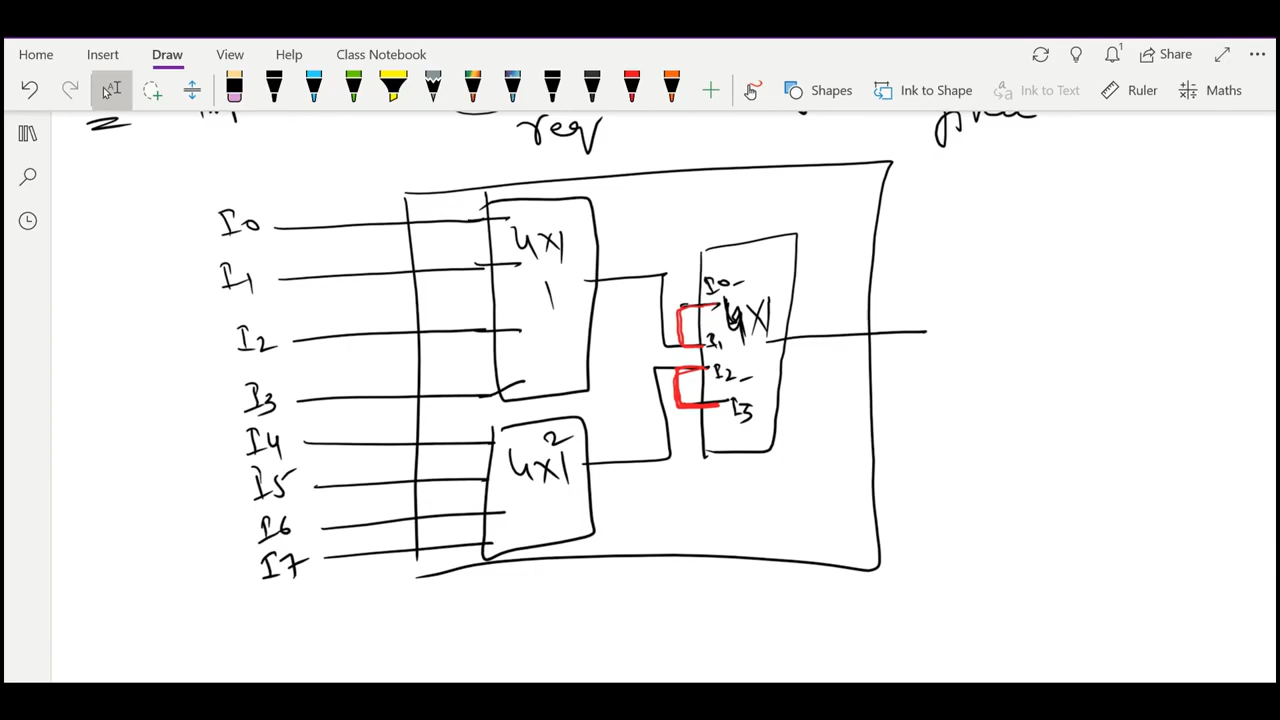 Home Insert Draw View Help Class Notebook 1 Share
Shapes Ink to Shape Ink to Text Ruler Maths
req
I0
I1
I2
I3
I4
I5
I6
I7
4X1
1
2
4X1
I0
4X1
I1
I2
I3